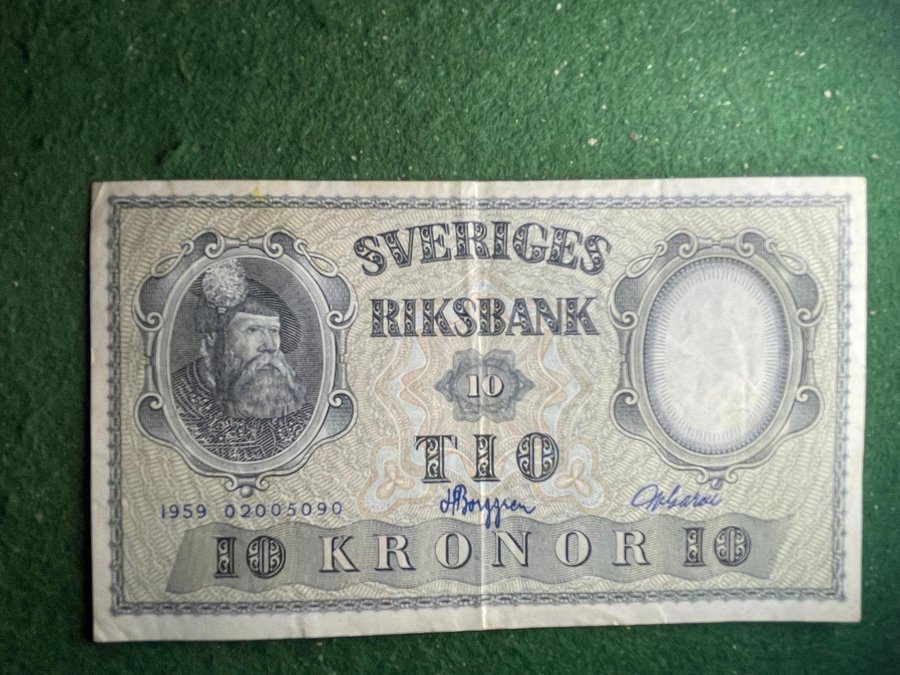 SVERIGES
RIKSBANK
10
TIO
1959 02005090
10 KRONOR 10